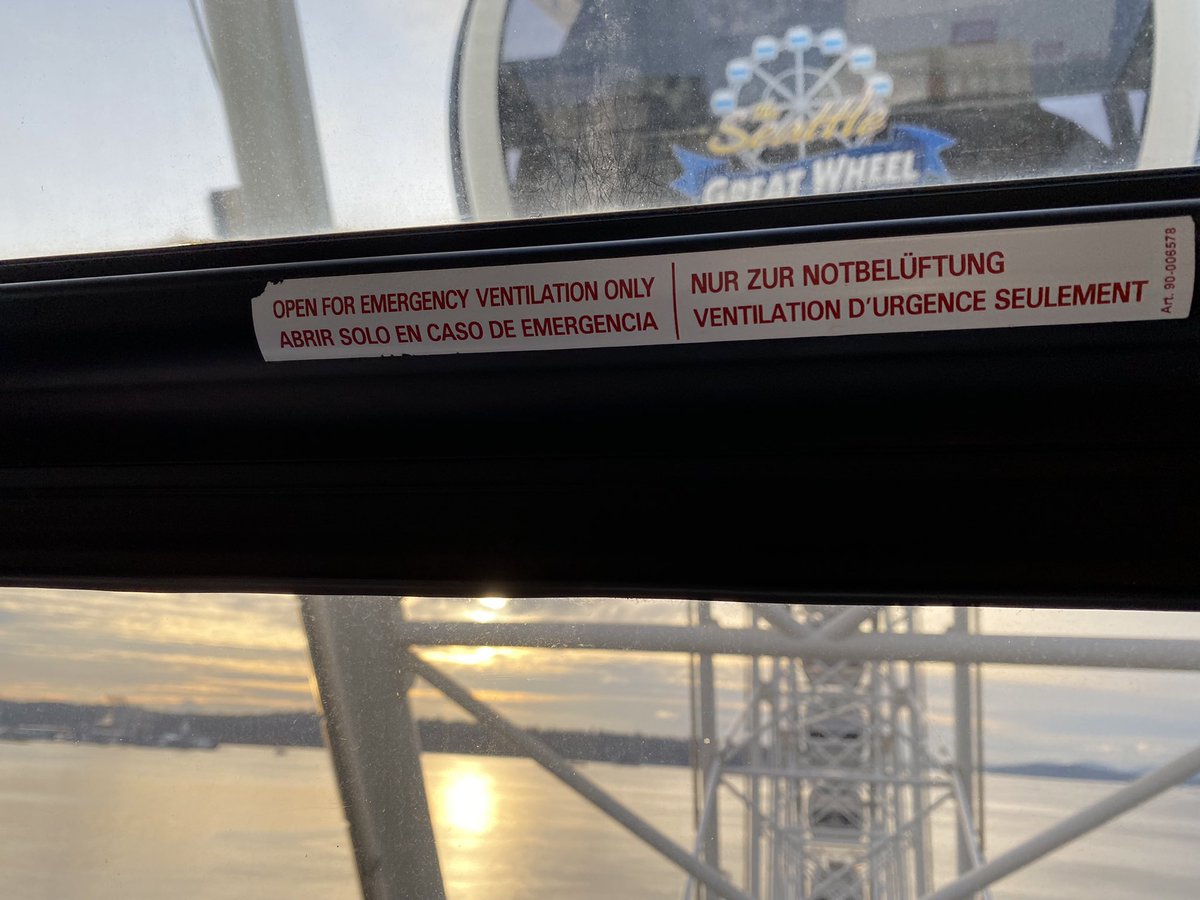 the
Seattle
GREAT WHEEL
OPEN FOR EMERGENCY VENTILATION ONLY
ABRIR SOLO EN CASO DE EMERGENCIA
NUR ZUR NOTBELÜFTUNG
VENTILATION D'URGENCE SEULEMENT
Art. 90-006578